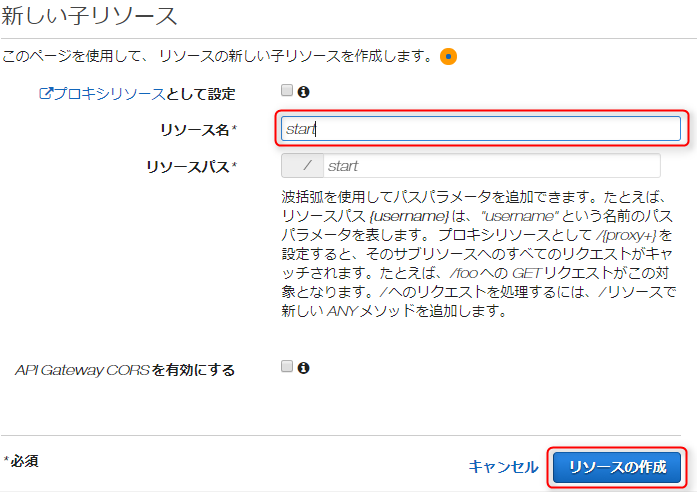 新しい子リソース
このページを使用して、 リソースの新しい子リソースを作成します。
プロキシリソースとして設定
リソース名*
start
リソースパス*
/ start
波括弧を使用してパスパラメータを追加できます。たとえば、
リソースパス {username} は、"username" という名前のパス
パラメータを表します。 プロキシリソースとして /{proxy+} を
設定すると、そのサブリソースへのすべてのリクエストがキャ
ッチされます。たとえば、/foo への GET リクエストがこの対
象となります。/ へのリクエストを処理するには、/ リソースで
新しい ANY メソッドを追加します。
API Gateway CORS を有効にする
* 必須
キャンセル
リソースの作成